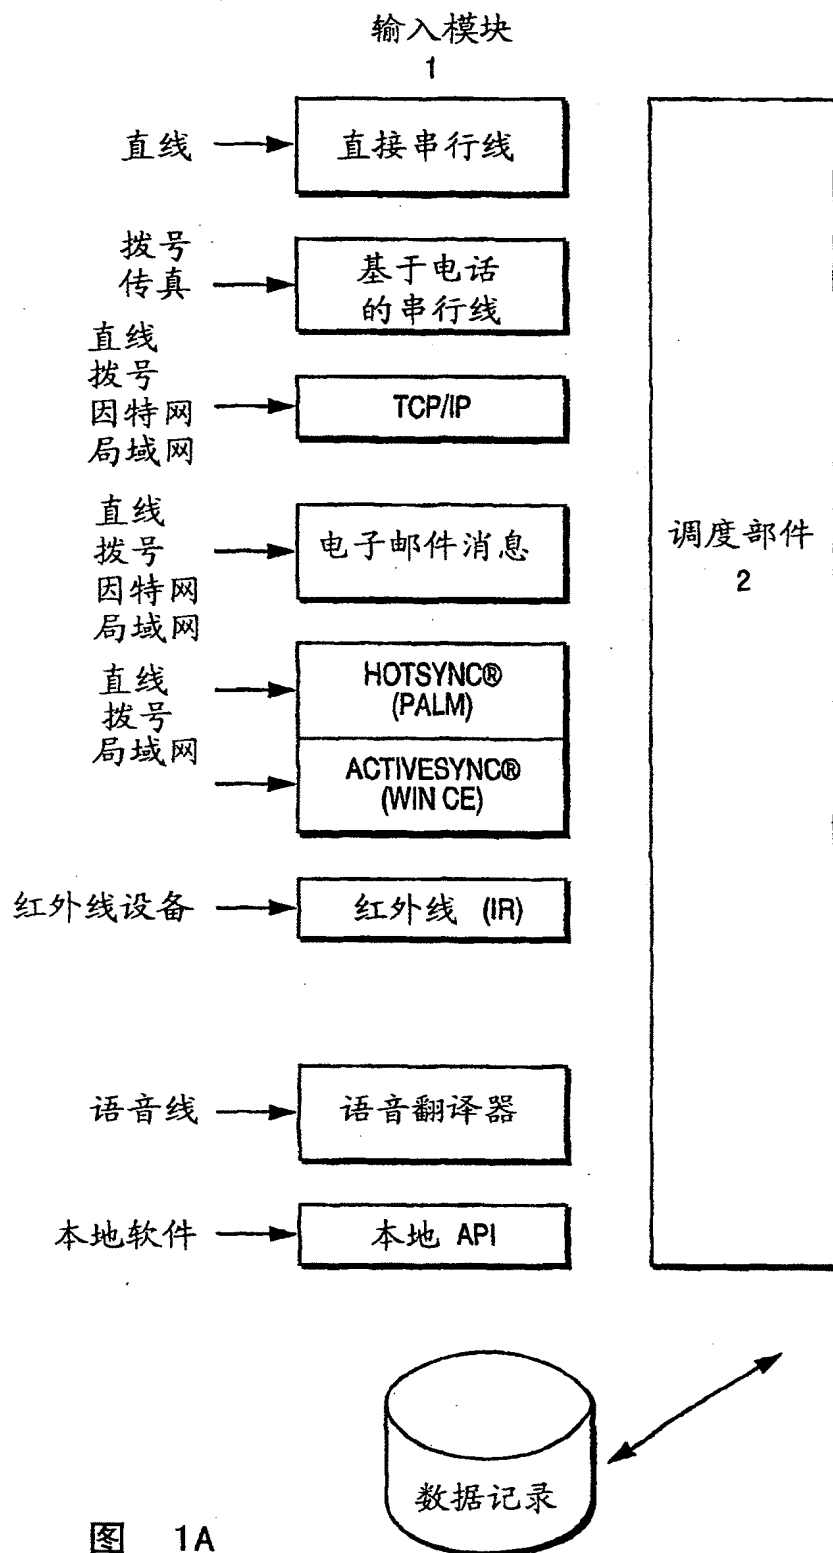 输入模块
1
直线
直接串行线
拨号
传真
基于电话
的串行线
直线
拨号
因特网
局域网
TCP/IP
直线
拨号
因特网
局域网
电子邮件消息
直线
拨号
局域网
HOTSYNC®
(PALM)
ACTIVESYNC®
(WIN CE)
红外线设备
红外线 (IR)
语音线
语音翻译器
本地软件
本地 API
调度部件
2
数据记录
图 1A